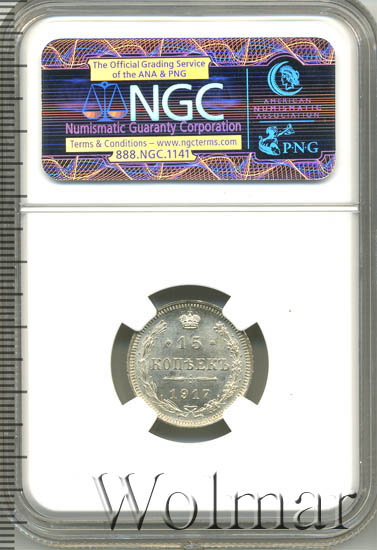 The Official Grading Service
of the ANA & PNG
NGC
Numismatic Guaranty Corporation
Terms & Conditions – www.ngcterms.com
888.NGC.1141
AMERICAN
NUMISMATIC
ASSOCIATION
PNG
15
КОПѢЕКЪ
1917
Wolmar